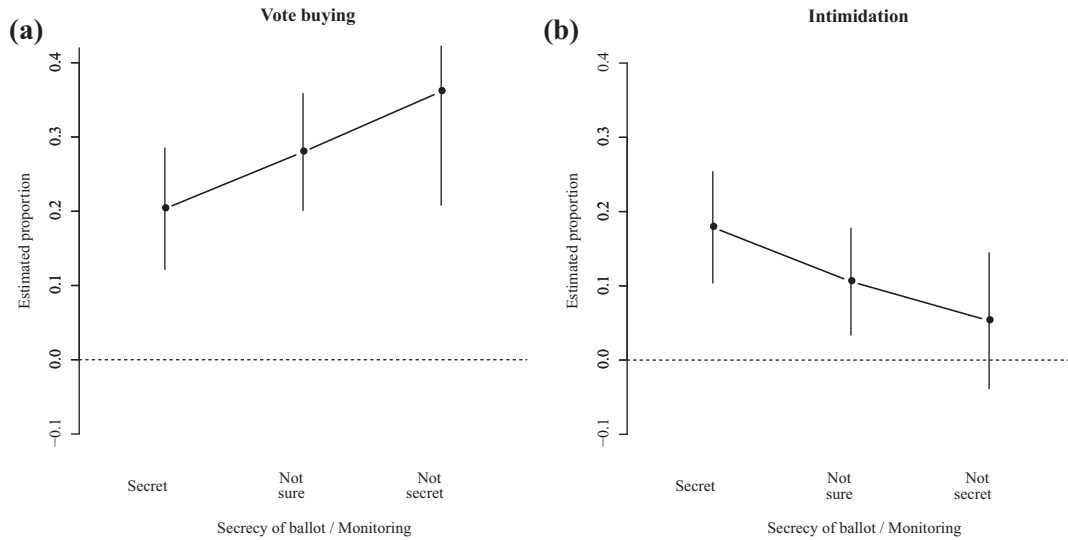 (a)
Vote buying
Estimated proportion
0.4
0.3
0.2
0.1
0.0
−0.1
Secret
Not
sure
Not
secret
Secrecy of ballot / Monitoring
(b)
Intimidation
Estimated proportion
0.4
0.3
0.2
0.1
0.0
−0.1
Secret
Not
sure
Not
secret
Secrecy of ballot / Monitoring